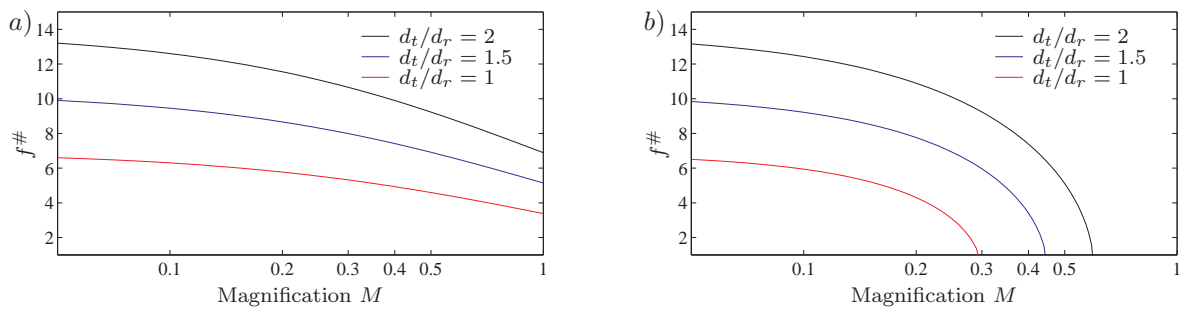 a)
14
12
10
8
6
4
2
f#
d_t/d_r = 2
d_t/d_r = 1.5
d_t/d_r = 1
0.1 0.2 0.3 0.4 0.5 1
Magnification M
b)
14
12
10
8
6
4
2
f#
d_t/d_r = 2
d_t/d_r = 1.5
d_t/d_r = 1
0.1 0.2 0.3 0.4 0.5 1
Magnification M